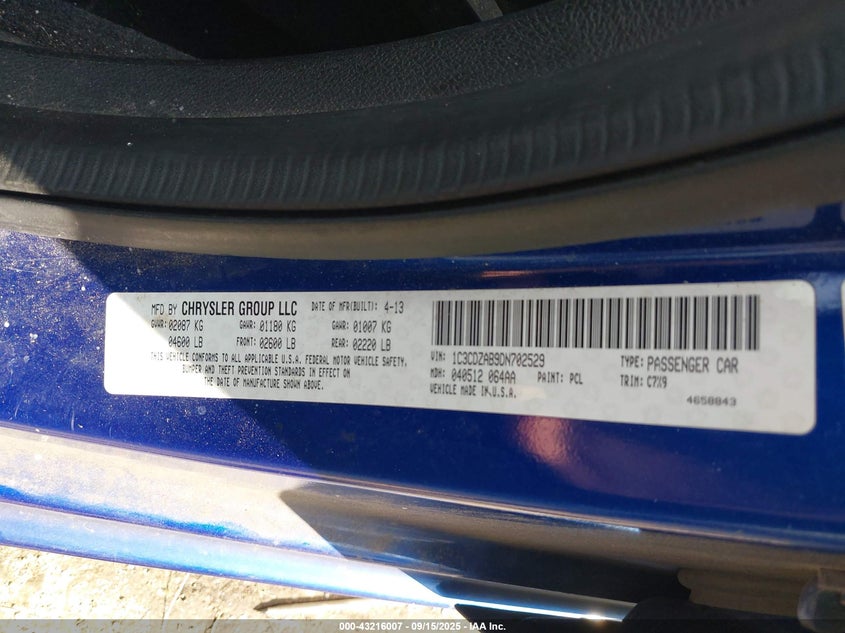 MFD BY CHRYSLER GROUP LLC DATE OF MFR(BUILT): 4-13
GVWR: 02087 KG GAWR: 01180 KG GAWR: 01007 KG
04600 LB FRONT: 02600 LB REAR: 02220 LB
THIS VEHICLE CONFORMS TO ALL APPLICABLE U.S.A. FEDERAL MOTOR VEHICLE SAFETY,
BUMPER AND THEFT PREVENTION STANDARDS IN EFFECT ON
THE DATE OF MANUFACTURE SHOWN ABOVE.
VIN: 1C3CDZAB9DN702529 TYPE: PASSENGER CAR
MDH: 040512 064AA PAINT: PCL TRIM: C7X9
VEHICLE MADE IN U.S.A.
4658843
000-43216007 - 09/15/2025 - IAA Inc.